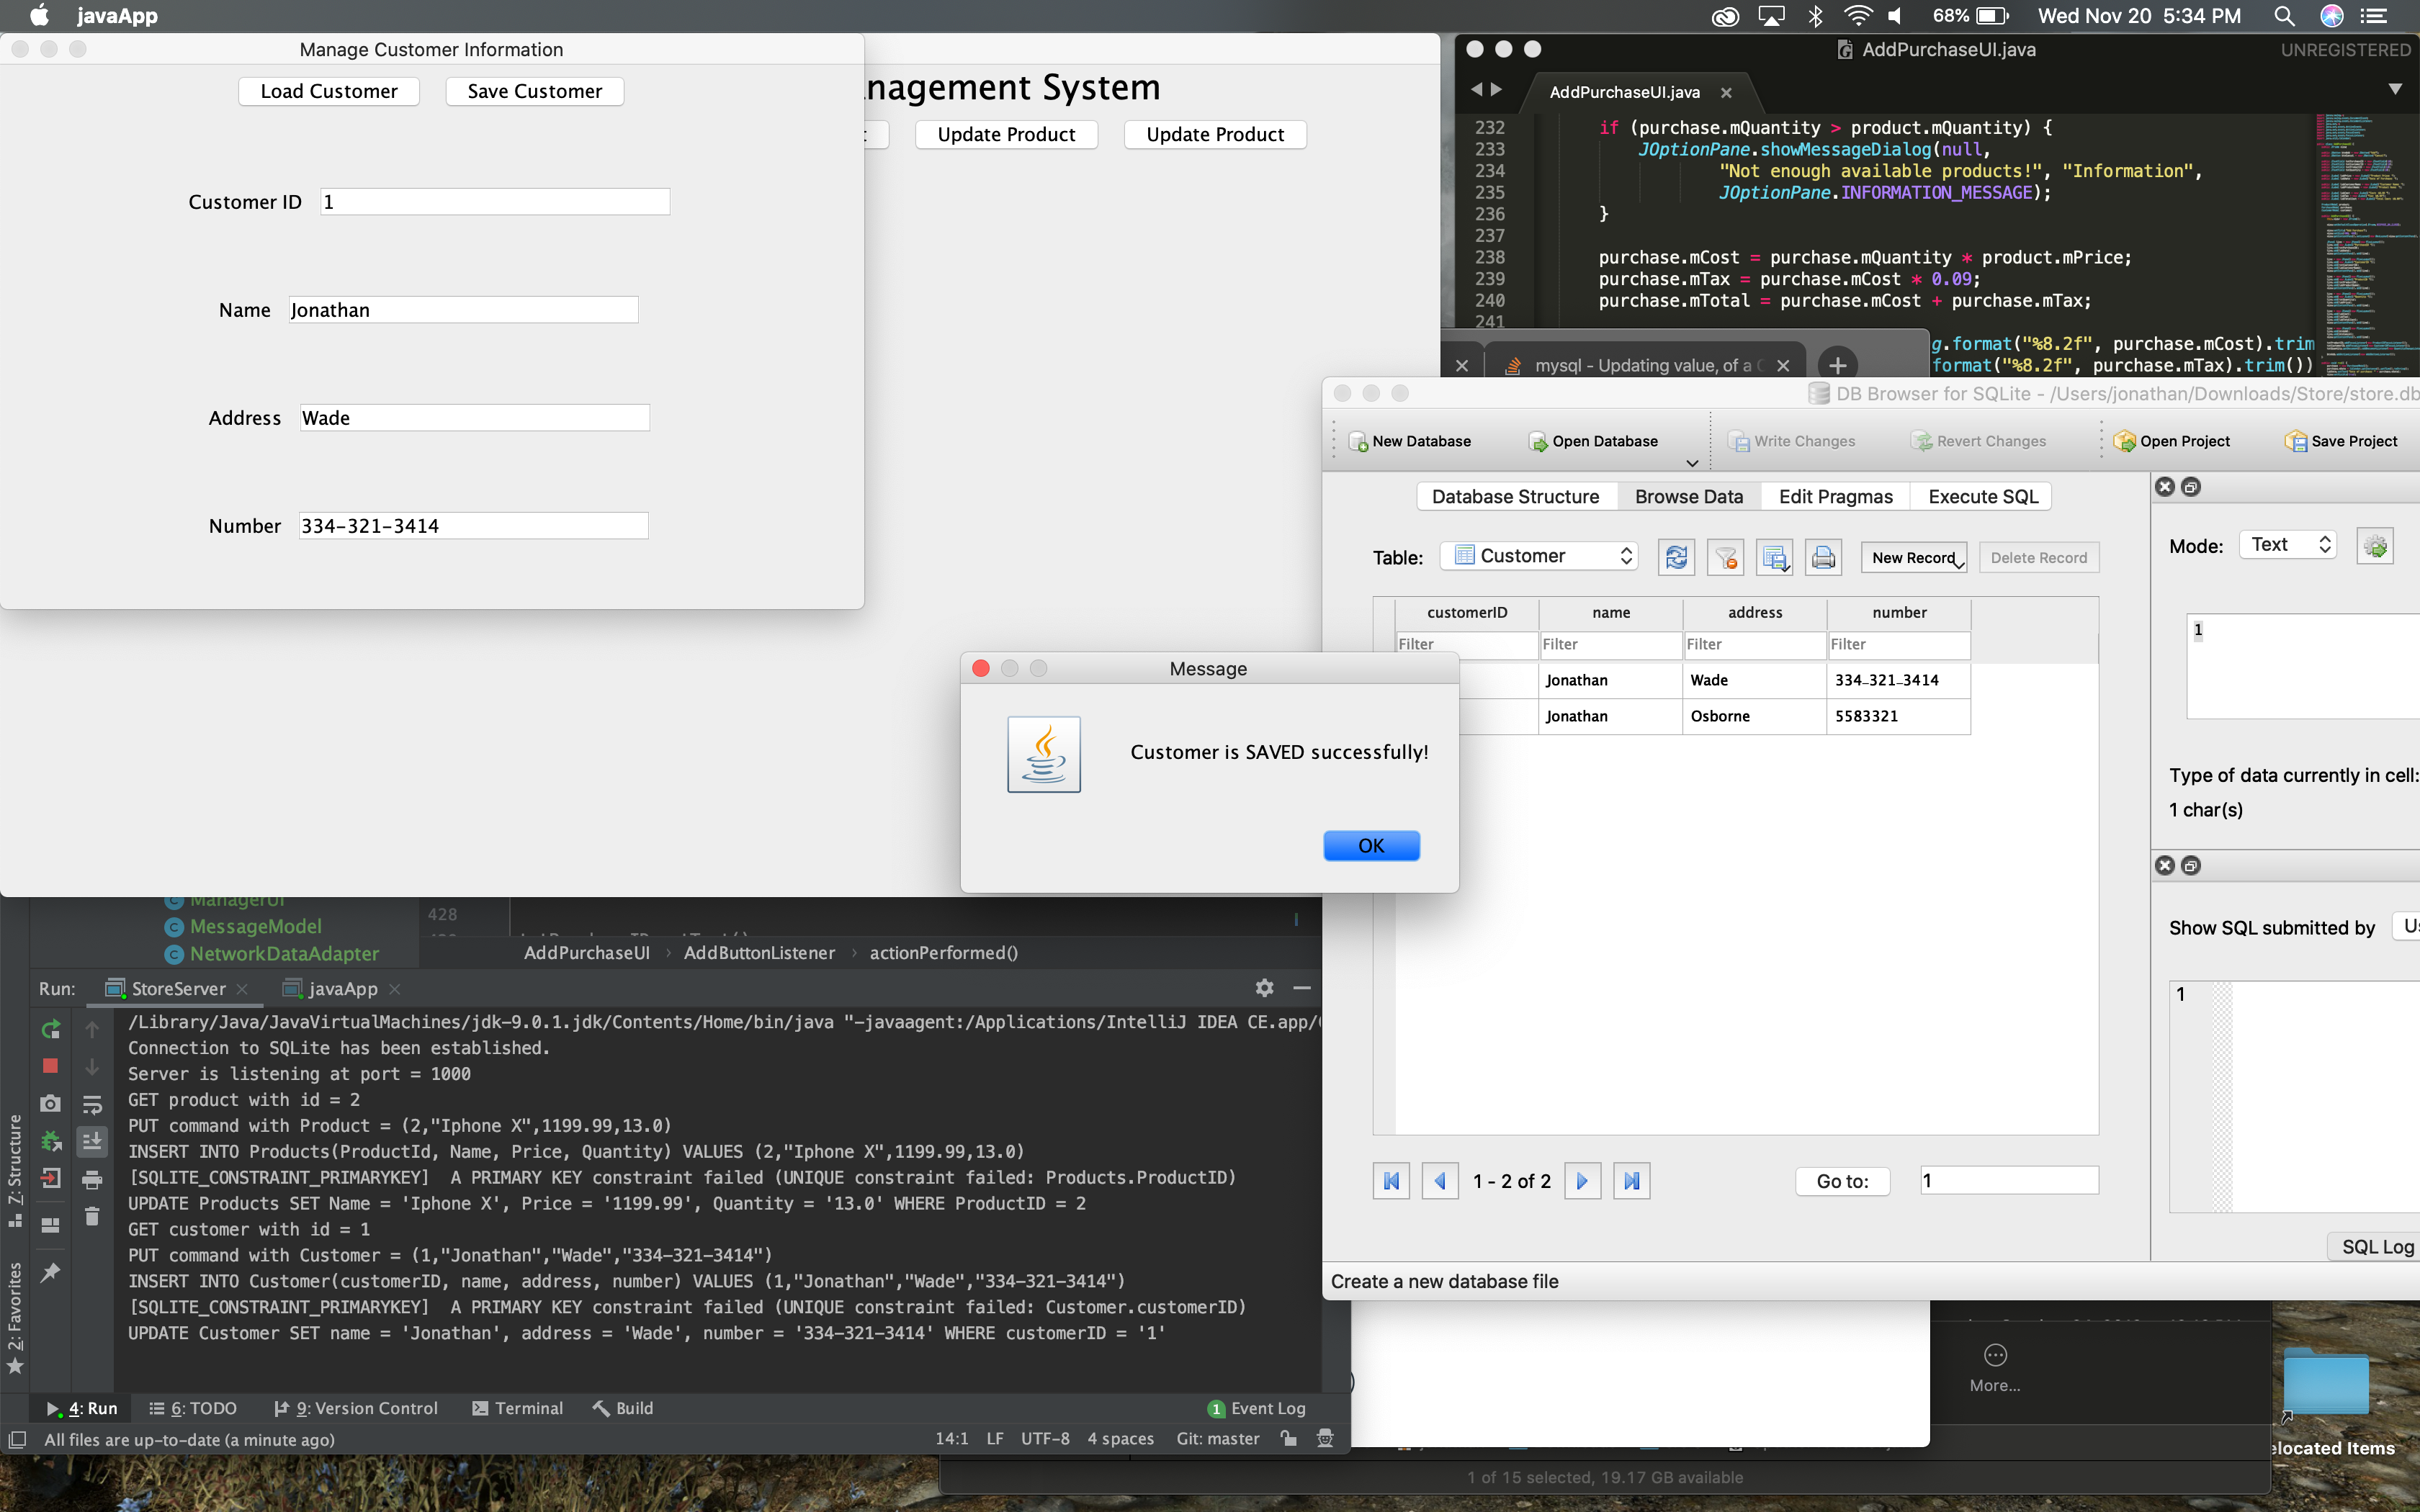 javaApp
68%
Wed Nov 20 5:34 PM
Manage Customer Information
Load Customer
Save Customer
Customer ID
1
Name
Jonathan
Address
Wade
Number
334-321-3414
nagement System
Update Product
Update Product
AddPurchaseUI.java
UNREGISTERED
AddPurchaseUI.java
232 if (purchase.mQuantity > product.mQuantity) {
233 JOptionPane.showMessageDialog(null,
234 "Not enough available products!", "Information",
235 JOptionPane.INFORMATION_MESSAGE);
236 }
237
238 purchase.mCost = purchase.mQuantity * product.mPrice;
239 purchase.mTax = purchase.mCost * 0.09;
240 purchase.mTotal = purchase.mCost + purchase.mTax;
241
g.format("%8.2f", purchase.mCost).trim
format("%8.2f", purchase.mTax).trim())
mysql - Updating value, of a
DB Browser for SQLite - /Users/jonathan/Downloads/Store/store.db
New Database
Open Database
Write Changes
Revert Changes
Open Project
Save Project
Database Structure
Browse Data
Edit Pragmas
Execute SQL
Table:
Customer
New Record
Delete Record
customerID name address number
Filter Filter Filter Filter
Jonathan Wade 334-321-3414
Jonathan Osborne 5583321
1 - 2 of 2
Go to:
1
Create a new database file
Mode:
Text
1
Type of data currently in cell:
1 char(s)
Show SQL submitted by
1
SQL Log
Message
Customer is SAVED successfully!
OK
ManagerUI
MessageModel
NetworkDataAdapter
428
AddPurchaseUI › AddButtonListener › actionPerformed()
Run:
StoreServer
javaApp
/Library/Java/JavaVirtualMachines/jdk-9.0.1.jdk/Contents/Home/bin/java "-javaagent:/Applications/IntelliJ IDEA CE.app/
Connection to SQLite has been established.
Server is listening at port = 1000
GET product with id = 2
PUT command with Product = (2,"Iphone X",1199.99,13.0)
INSERT INTO Products(ProductId, Name, Price, Quantity) VALUES (2,"Iphone X",1199.99,13.0)
[SQLITE_CONSTRAINT_PRIMARYKEY]  A PRIMARY KEY constraint failed (UNIQUE constraint failed: Products.ProductID)
UPDATE Products SET Name = 'Iphone X', Price = '1199.99', Quantity = '13.0' WHERE ProductID = 2
GET customer with id = 1
PUT command with Customer = (1,"Jonathan","Wade","334-321-3414")
INSERT INTO Customer(customerID, name, address, number) VALUES (1,"Jonathan","Wade","334-321-3414")
[SQLITE_CONSTRAINT_PRIMARYKEY]  A PRIMARY KEY constraint failed (UNIQUE constraint failed: Customer.customerID)
UPDATE Customer SET name = 'Jonathan', address = 'Wade', number = '334-321-3414' WHERE customerID = '1'
Z: Structure
2: Favorites
4: Run
6: TODO
9: Version Control
Terminal
Build
1 Event Log
All files are up-to-date (a minute ago)
14:1 LF UTF-8 4 spaces Git: master
More...
elocated Items
1 of 15 selected, 19.17 GB available